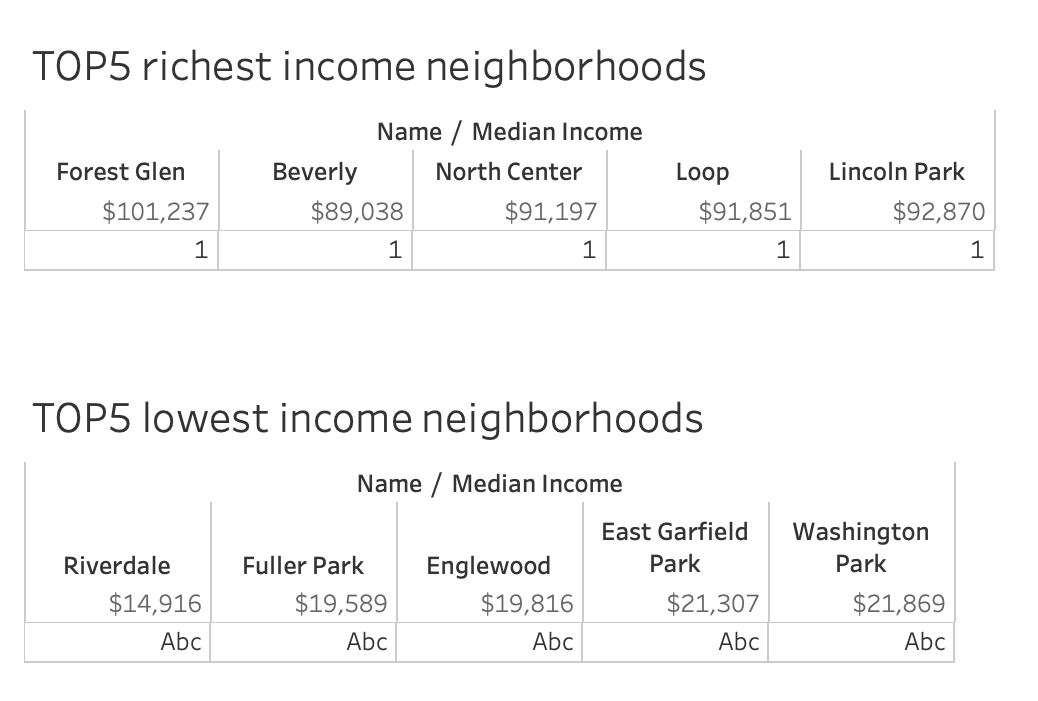 TOP5 richest income neighborhoods
Name / Median Income
Forest Glen Beverly North Center Loop Lincoln Park
$101,237 $89,038 $91,197 $91,851 $92,870
1 1 1 1 1
TOP5 lowest income neighborhoods
Name / Median Income
Riverdale Fuller Park Englewood East Garfield Park Washington Park
$14,916 $19,589 $19,816 $21,307 $21,869
Abc Abc Abc Abc Abc